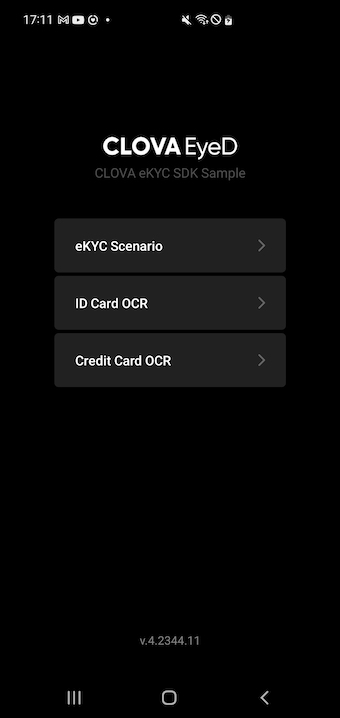 17:11
CLOVA EyeD
CLOVA eKYC SDK Sample
eKYC Scenario
ID Card OCR
Credit Card OCR
v.4.2344.11